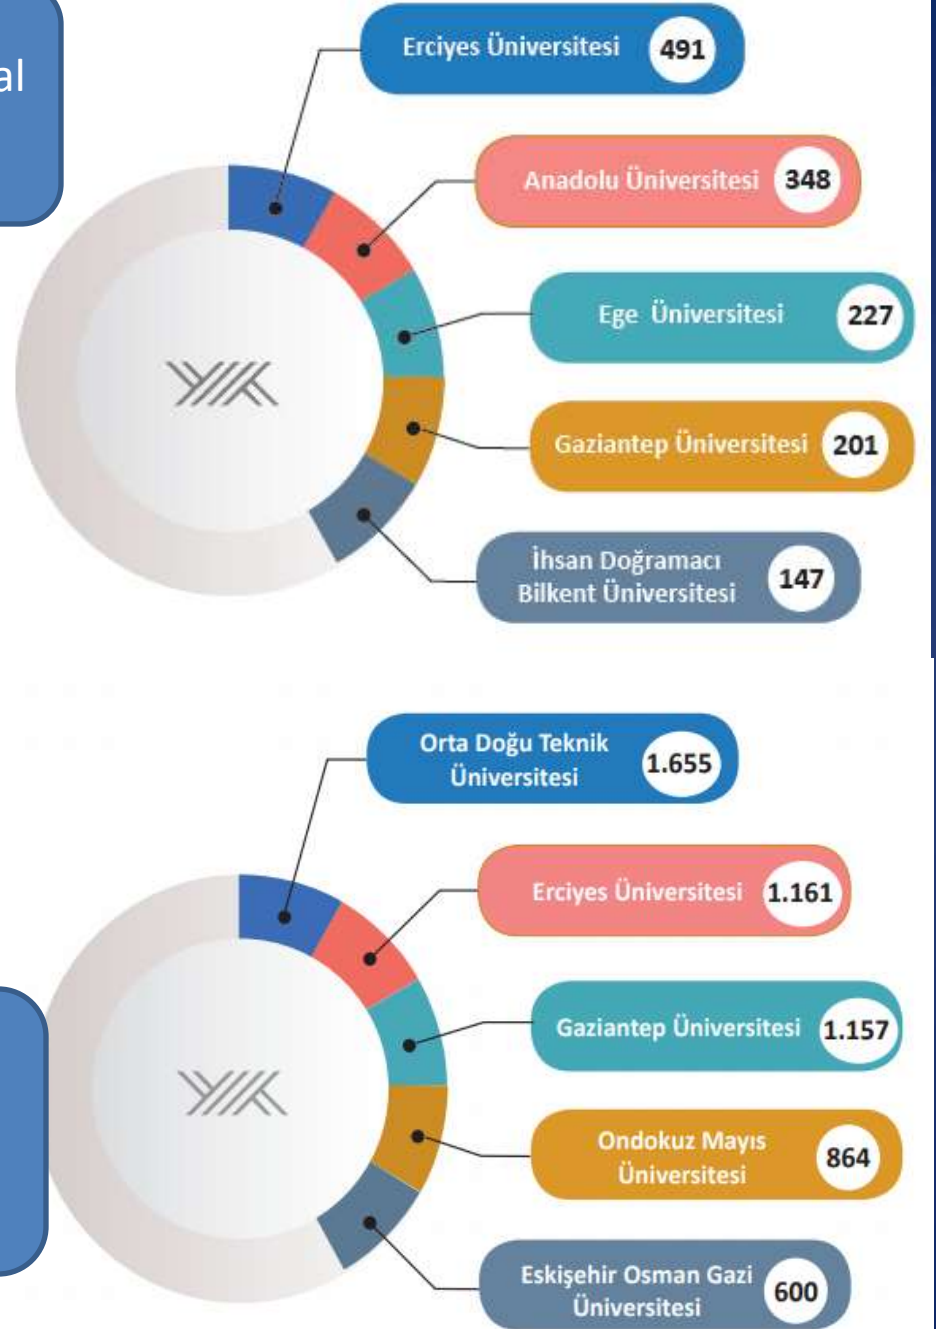 al
Erciyes Üniversitesi 491
Anadolu Üniversitesi 348
Ege Üniversitesi 227
Gaziantep Üniversitesi 201
İhsan Doğramacı
Bilkent Üniversitesi 147
Orta Doğu Teknik
Üniversitesi 1.655
Erciyes Üniversitesi 1.161
Gaziantep Üniversitesi 1.157
Ondokuz Mayıs
Üniversitesi 864
Eskişehir Osman Gazi
Üniversitesi 600